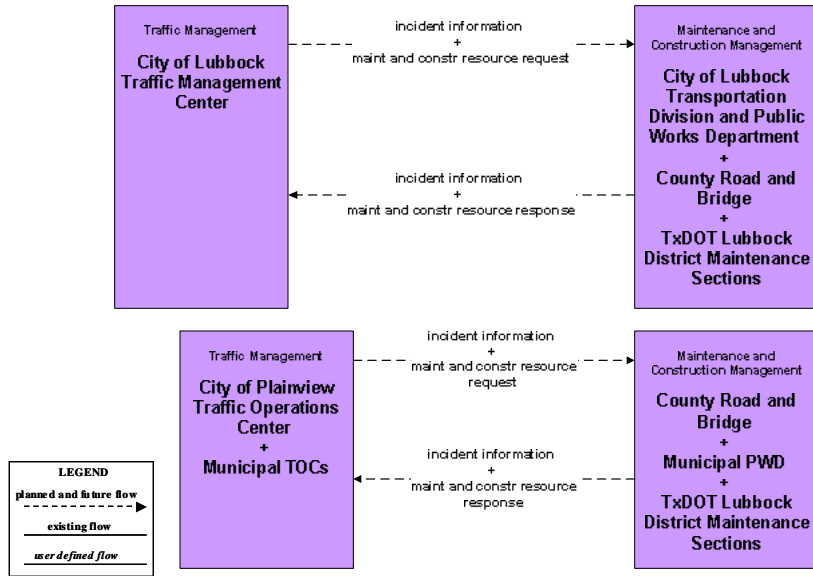 Traffic Management
City of Lubbock
Traffic Management
Center
incident information
+
maint and constr resource request
incident information
+
maint and constr resource response
Maintenance and
Construction Management
City of Lubbock
Transportation
Division and Public
Works Department
+
County Road and
Bridge
+
TxDOT Lubbock
District Maintenance
Sections
Traffic Management
City of Plainview
Traffic Operations
Center
+
Municipal TOCs
incident information
+
maint and constr resource
request
incident information
+
maint and constr resource
response
Maintenance and
Construction Management
County Road and
Bridge
+
Municipal PWD
+
TxDOT Lubbock
District Maintenance
Sections
LEGEND
planned and future flow
existing flow
user defined flow